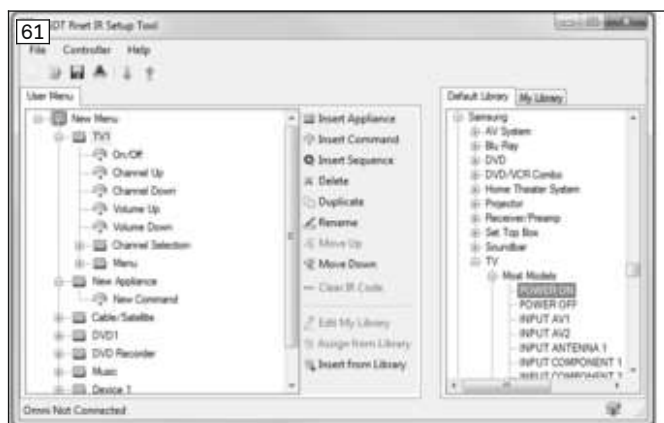 61
DT Rnet IR Setup Tool
File Controller Help
User Menu
New Menu
TV1
On/Off
Channel Up
Channel Down
Volume Up
Volume Down
Channel Selection
Menu
New Appliance
New Command
Cable/Satellite
DVD1
DVD Recorder
Music
Device 1
Insert Appliance
Insert Command
Insert Sequence
Delete
Duplicate
Rename
Move Up
Move Down
Clear IR Code
Edit My Library
Assign from Library
Insert from Library
Default Library My Library
Samsung
AV System
Blu Ray
DVD
DVD/VCR Combo
Home Theater System
Projector
Receiver/Preamp
Set Top Box
Soundbar
TV
Most Models
POWER ON
POWER OFF
INPUT AV1
INPUT AV2
INPUT ANTENNA 1
INPUT COMPONENT 1
Omni Not Connected